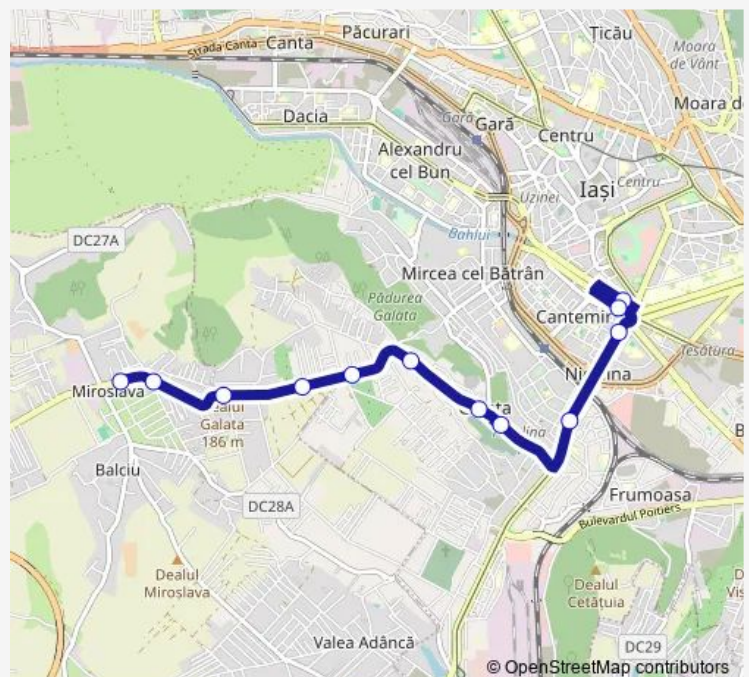 Strada Canta
Canta
Păcurari
Țicău
Moara
de Vânt
Dacia
Gară
Gară
Moara d
Alexandru
cel Bun
Centru
Uzinei
Iași
Centru
DC27A
Bahlui
Mircea cel Bătrân
Pădurea
Galata
Cantemir
Tesătura
Miroslava
Dealul
Galata
186 m
Balciu
DC28A
Frumoasa
Bulevardul Poitiers
Dealul
Miroslava
Dealul
Cetățuia
Valea Adâncă
DC29
© OpenStreetMap contributors